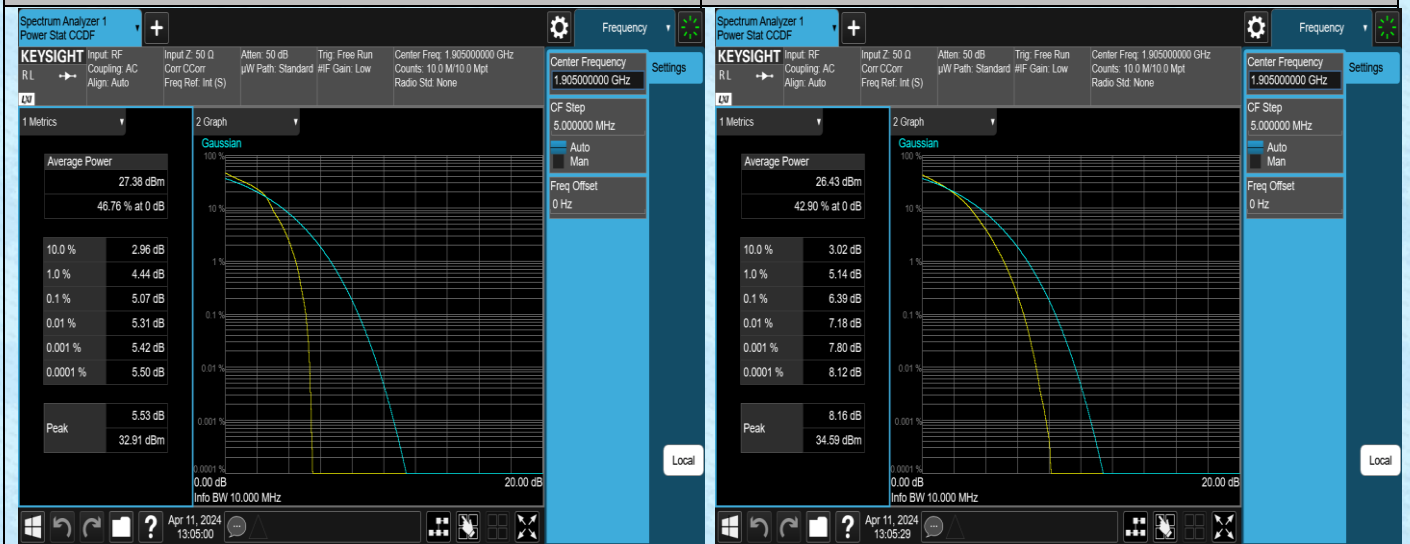 Spectrum Analyzer 1
Power Stat CCDF
Frequency
KEYSIGHT Input: RF Input Z: 50 Ω Atten: 50 dB Trig: Free Run Center Freq: 1.905000000 GHz
RL Coupling: AC Corr CCorr µW Path: Standard #IF Gain: Low Counts: 10.0 M/10.0 Mpt
Align: Auto Freq Ref: Int (S) Radio Std: None
LXI
Center Frequency
1.905000000 GHz
Settings
CF Step
5.000000 MHz
Auto
Man
Freq Offset
0 Hz
Local
1 Metrics
Average Power
27.38 dBm
46.76 % at 0 dB
10.0 % 2.96 dB
1.0 % 4.44 dB
0.1 % 5.07 dB
0.01 % 5.31 dB
0.001 % 5.42 dB
0.0001 % 5.50 dB
Peak 5.53 dB
32.91 dBm
2 Graph
Gaussian
100 %
10 %
1 %
0.1 %
0.01 %
0.001 %
0.0001 %
0.00 dB 20.00 dB
Info BW 10.000 MHz
? Apr 11, 2024
13:05:00
Spectrum Analyzer 1
Power Stat CCDF
Frequency
KEYSIGHT Input: RF Input Z: 50 Ω Atten: 50 dB Trig: Free Run Center Freq: 1.905000000 GHz
RL Coupling: AC Corr CCorr µW Path: Standard #IF Gain: Low Counts: 10.0 M/10.0 Mpt
Align: Auto Freq Ref: Int (S) Radio Std: None
LXI
Center Frequency
1.905000000 GHz
Settings
CF Step
5.000000 MHz
Auto
Man
Freq Offset
0 Hz
Local
1 Metrics
Average Power
26.43 dBm
42.90 % at 0 dB
10.0 % 3.02 dB
1.0 % 5.14 dB
0.1 % 6.39 dB
0.01 % 7.18 dB
0.001 % 7.80 dB
0.0001 % 8.12 dB
Peak 8.16 dB
34.59 dBm
2 Graph
Gaussian
100 %
10 %
1 %
0.1 %
0.01 %
0.001 %
0.0001 %
0.00 dB 20.00 dB
Info BW 10.000 MHz
? Apr 11, 2024
13:05:29